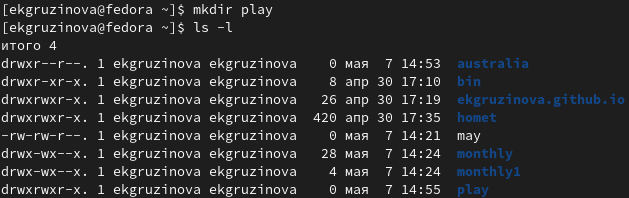 [ekgruzinova@fedora ~]$ mkdir play
[ekgruzinova@fedora ~]$ ls -l
итого 4
drwxr--r--. 1 ekgruzinova ekgruzinova 0 мая 7 14:53 australia
drwxr-xr-x. 1 ekgruzinova ekgruzinova 8 апр 30 17:10 bin
drwxrwxr-x. 1 ekgruzinova ekgruzinova 26 апр 30 17:19 ekgruzinova.github.io
drwxrwxr-x. 1 ekgruzinova ekgruzinova 420 апр 30 17:35 homet
-rw-rw-r--. 1 ekgruzinova ekgruzinova 0 мая 7 14:21 may
drwx-wx--x. 1 ekgruzinova ekgruzinova 28 мая 7 14:24 monthly
drwx-wx--x. 1 ekgruzinova ekgruzinova 4 мая 7 14:24 monthly1
drwxrwxr-x. 1 ekgruzinova ekgruzinova 0 мая 7 14:55 play